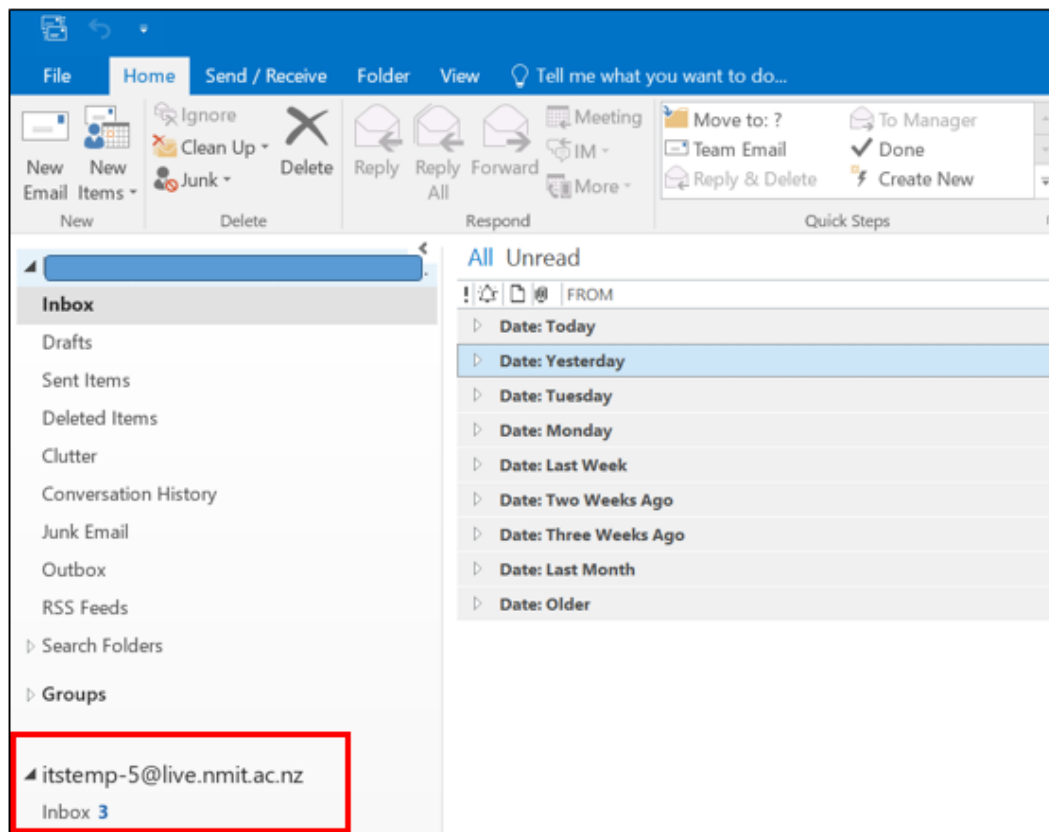 File Home Send / Receive Folder View Tell me what you want to do...
New Email
New Items
Ignore
Clean Up
Junk
Delete
Reply
Reply All
Forward
Meeting
IM
More
Move to: ?
Team Email
Reply & Delete
To Manager
Done
Create New
New Delete Respond Quick Steps
Inbox
Drafts
Sent Items
Deleted Items
Clutter
Conversation History
Junk Email
Outbox
RSS Feeds
Search Folders
Groups
itstemp-5@live.nmit.ac.nz
Inbox 3
All Unread
! FROM
Date: Today
Date: Yesterday
Date: Tuesday
Date: Monday
Date: Last Week
Date: Two Weeks Ago
Date: Three Weeks Ago
Date: Last Month
Date: Older